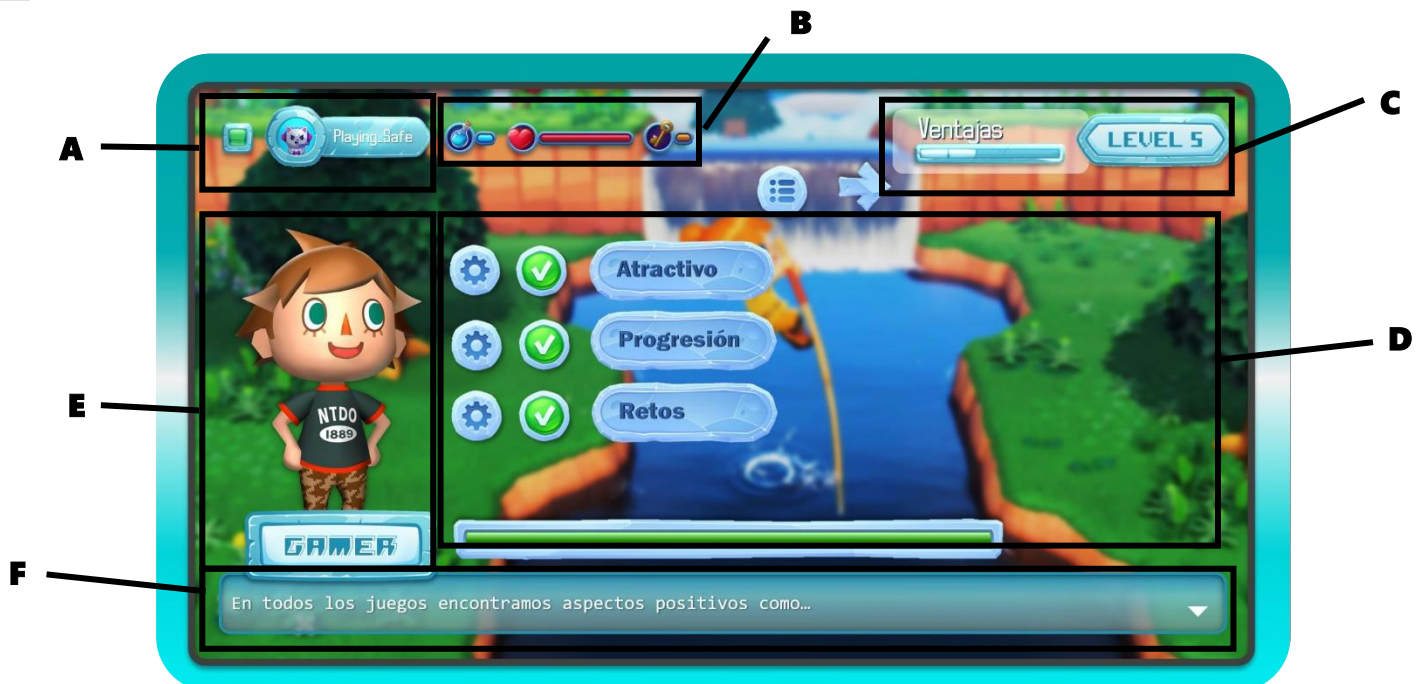 B
A
Playing_Safe
Ventajas
LEVEL 5
C
Atractivo
Progresión
D
Retos
E
NTDO
1889
GAMER
F
En todos los juegos encontramos aspectos positivos como…